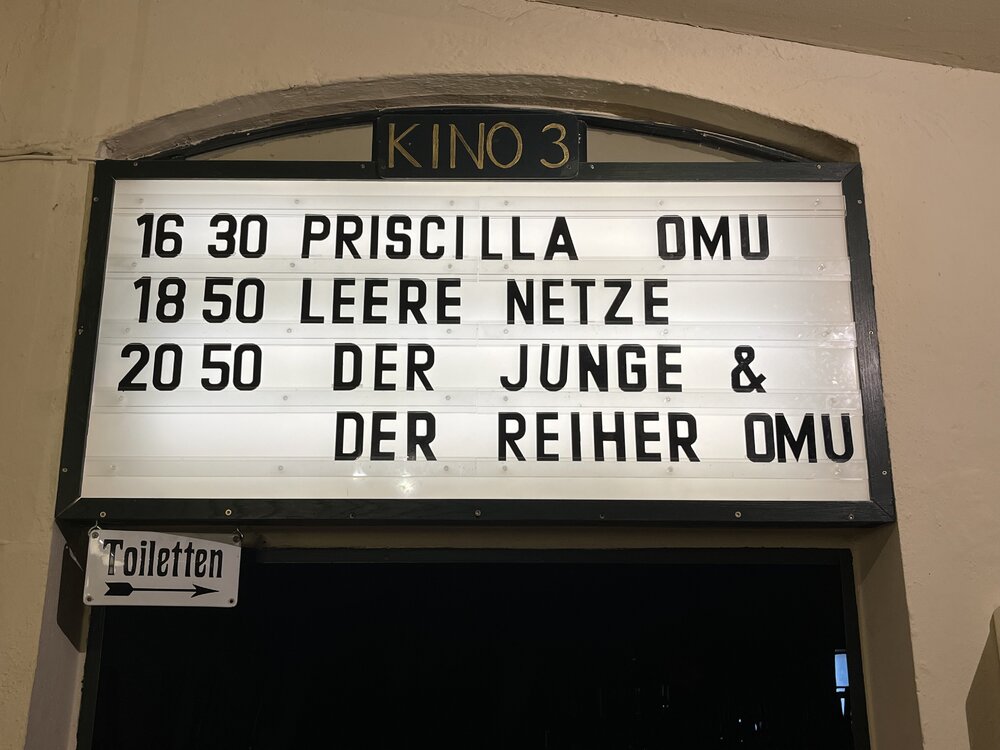 KINO 3
16 30 PRISCILLA OMU
18 50 LEERE NETZE
20 50 DER JUNGE &
DER REIHER OMU
Toiletten